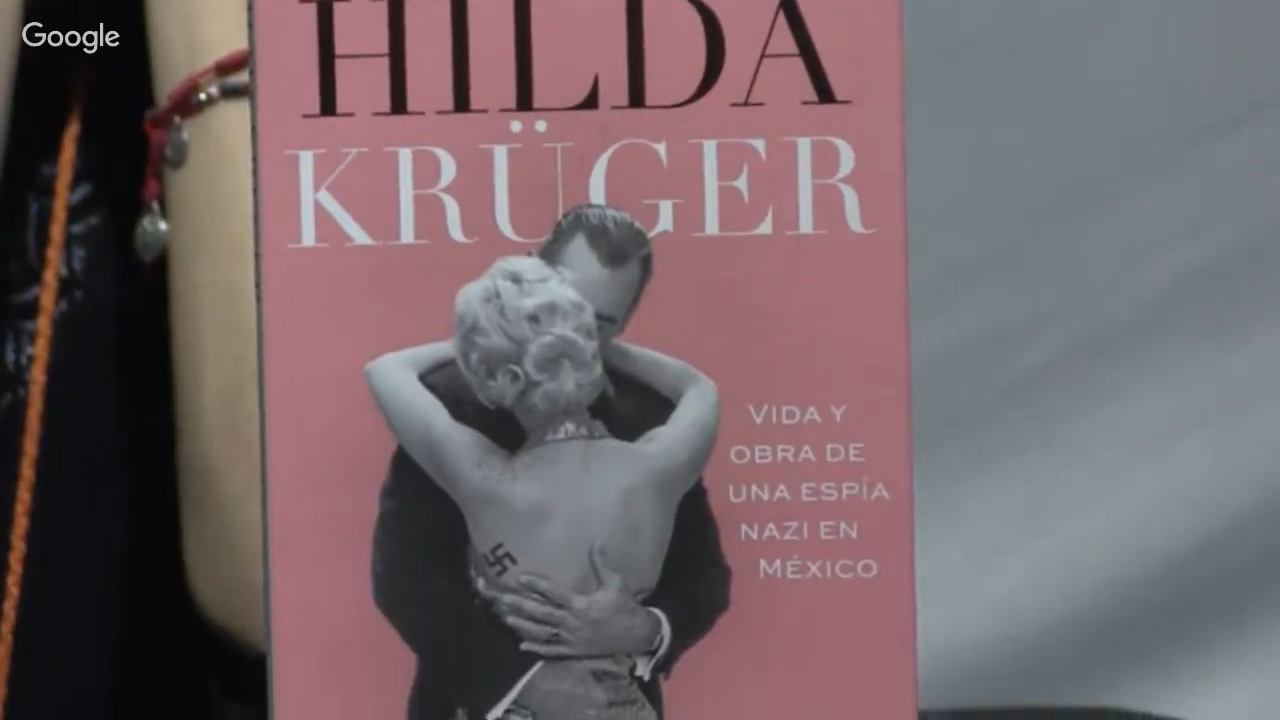 Google
HILDA
KRÜGER
VIDA Y
OBRA DE
UNA ESPÍA
NAZI EN
MÉXICO